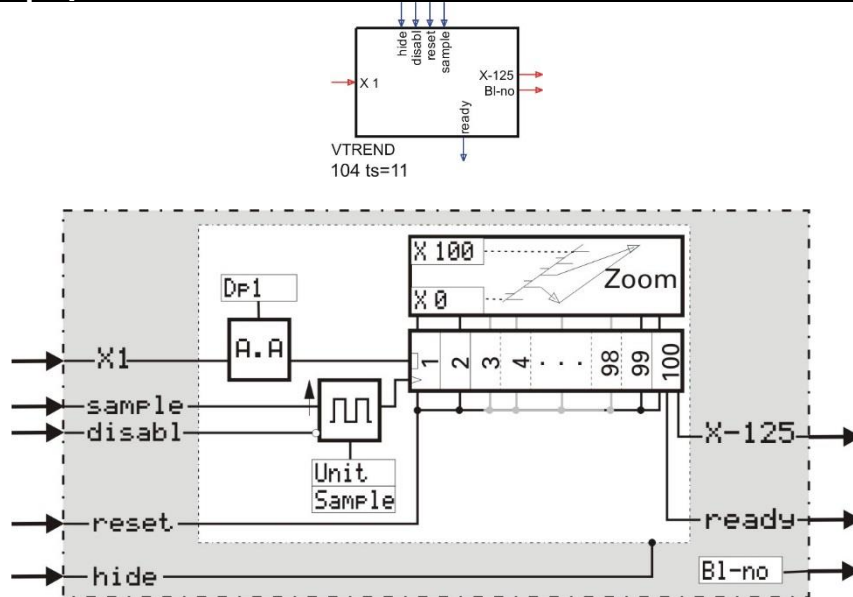 hide
disabl
reset
sample
X 1
X-125
Bl-no
ready
VTREND
104 ts=11
X 100
Zoom
X 0
Dp1
A.A
X1
1 2 3 4 · · · 98 99 100
sample
disabl
X-125
Unit
Sample
reset
ready
Bl-no
hide